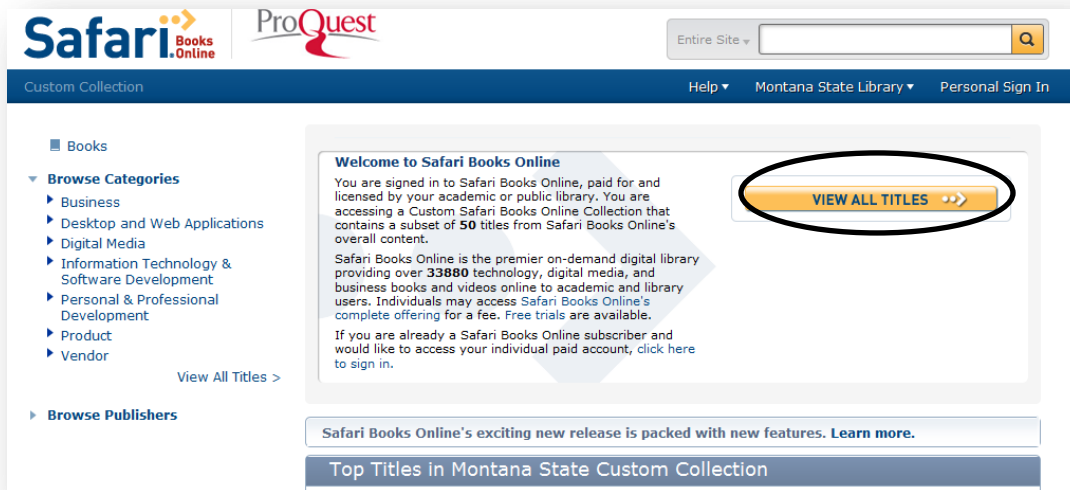 Safari Books Online
ProQuest
Entire Site
Custom Collection
Help
Montana State Library
Personal Sign In
Books
Browse Categories
Business
Desktop and Web Applications
Digital Media
Information Technology &
Software Development
Personal & Professional
Development
Product
Vendor
View All Titles >
Browse Publishers
Welcome to Safari Books Online
You are signed in to Safari Books Online, paid for and
licensed by your academic or public library. You are
accessing a Custom Safari Books Online Collection that
contains a subset of 50 titles from Safari Books Online's
overall content.
Safari Books Online is the premier on-demand digital library
providing over 33880 technology, digital media, and
business books and videos online to academic and library
users. Individuals may access Safari Books Online's
complete offering for a fee. Free trials are available.
If you are already a Safari Books Online subscriber and
would like to access your individual paid account, click here
to sign in.
VIEW ALL TITLES
Safari Books Online's exciting new release is packed with new features. Learn more.
Top Titles in Montana State Custom Collection